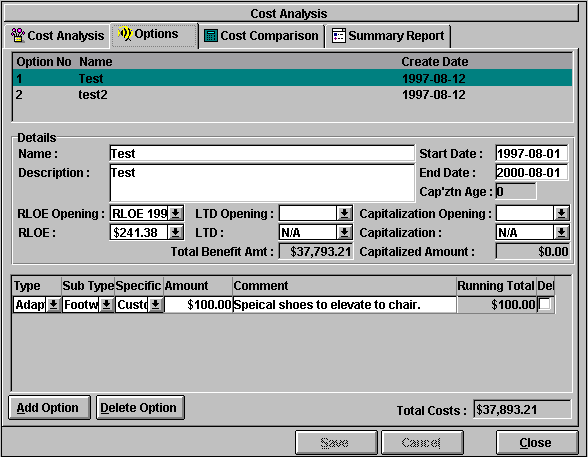 Cost Analysis
Cost Analysis Options Cost Comparison Summary Report
Option No Name Create Date
1 Test 1997-08-12
2 test2 1997-08-12
Details
Name : Test Start Date : 1997-08-01
Description : Test End Date : 2000-08-01
Cap'ztn Age : 0
RLOE Opening : RLOE 199 LTD Opening : Capitalization Opening :
RLOE : $241.38 LTD : N/A Capitalization : N/A
Total Benefit Amt : $37,793.21 Capitalized Amount : $0.00
Type Sub Type Specific Amount Comment Running Total Del
Adap Footw Custo $100.00 Speical shoes to elevate to chair. $100.00
Add Option Delete Option Total Costs : $37,893.21
Save Cancel Close